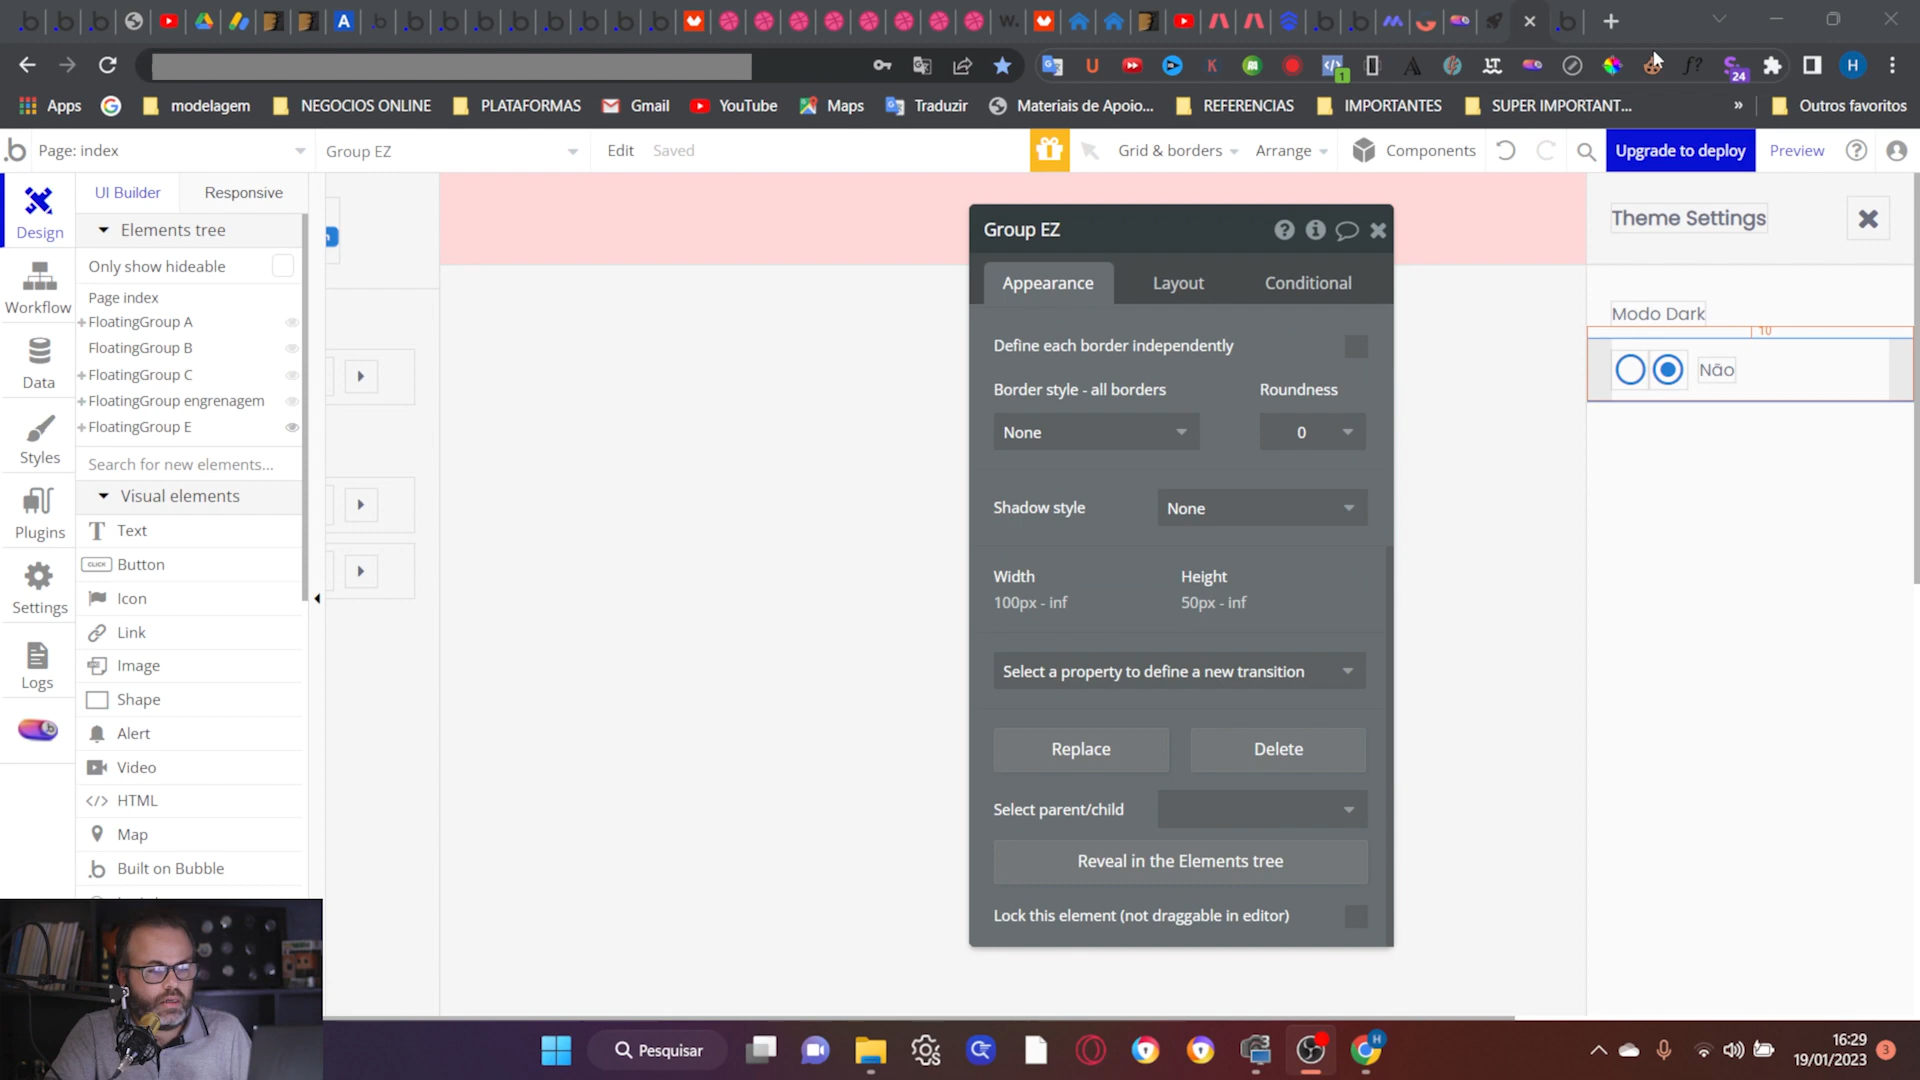 A
24
1
Apps
modelagem
NEGOCIOS ONLINE
PLATAFORMAS
Gmail
YouTube
Maps
Traduzir
Materiais de Apoio...
REFERENCIAS
IMPORTANTES
SUPER IMPORTANT...
»
Outros favoritos
Page: index
Group EZ
Edit
Saved
Grid & borders
Arrange
Components
Upgrade to deploy
Preview
Design
Workflow
Data
Styles
Plugins
Settings
Logs
UI Builder
Responsive
Elements tree
Only show hideable
Page index
+FloatingGroup A
FloatingGroup B
+FloatingGroup C
+FloatingGroup engrenagem
+FloatingGroup E
Search for new elements...
Visual elements
Text
CLICK Button
Icon
Link
Image
Shape
Alert
Video
</> HTML
Map
Built on Bubble
Group EZ
Appearance
Layout
Conditional
Define each border independently
Border style - all borders
Roundness
None
0
Shadow style
None
Width
Height
100px - inf
50px - inf
Select a property to define a new transition
Replace
Delete
Select parent/child
Reveal in the Elements tree
Lock this element (not draggable in editor)
Theme Settings
Modo Dark
10
Não
Pesquisar
16:29
19/01/2023
3